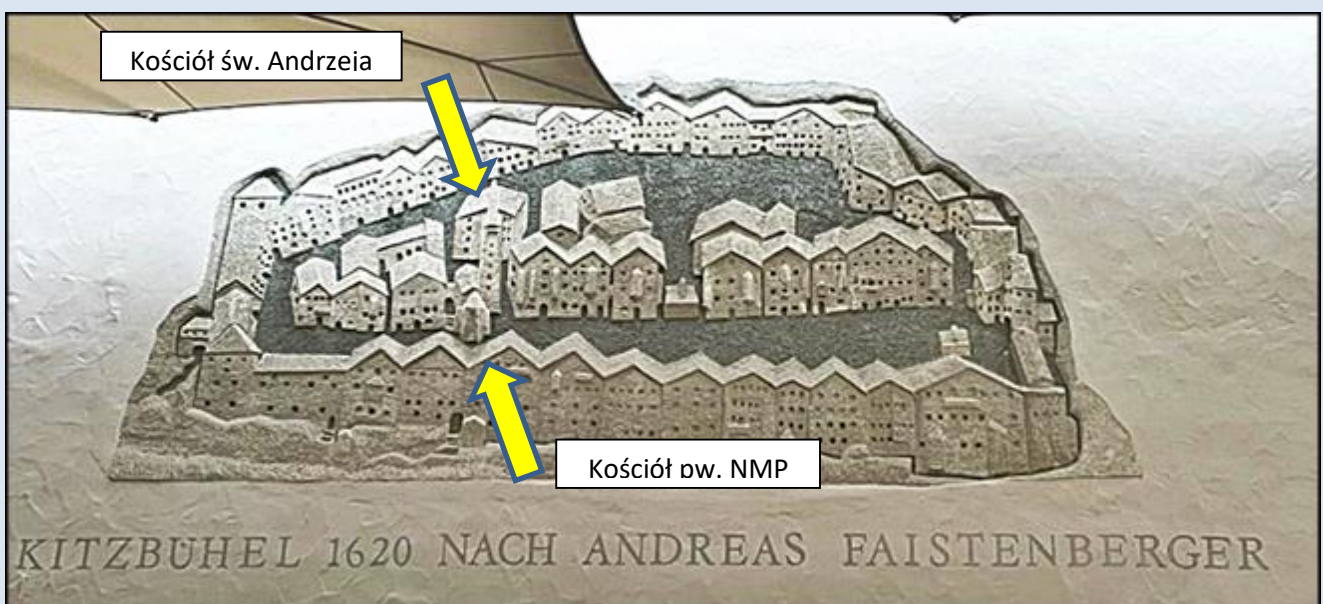 Kościół św. Andrzeja
Kościół pw. NMP
KITZBÜHEL 1620 NACH ANDREAS FAISTENBERGER